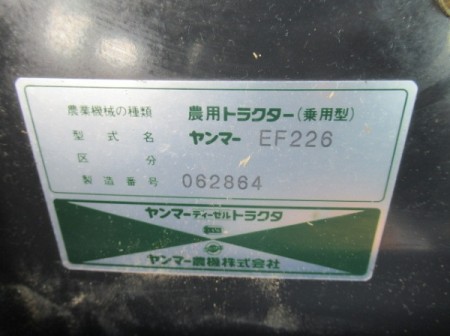 農業機械の種類 農用トラクター(乗用型)
型式名 ヤンマー EF226
区分
製造番号 062864
ヤンマーディーゼルトラクタ
ヤンマー農機株式会社